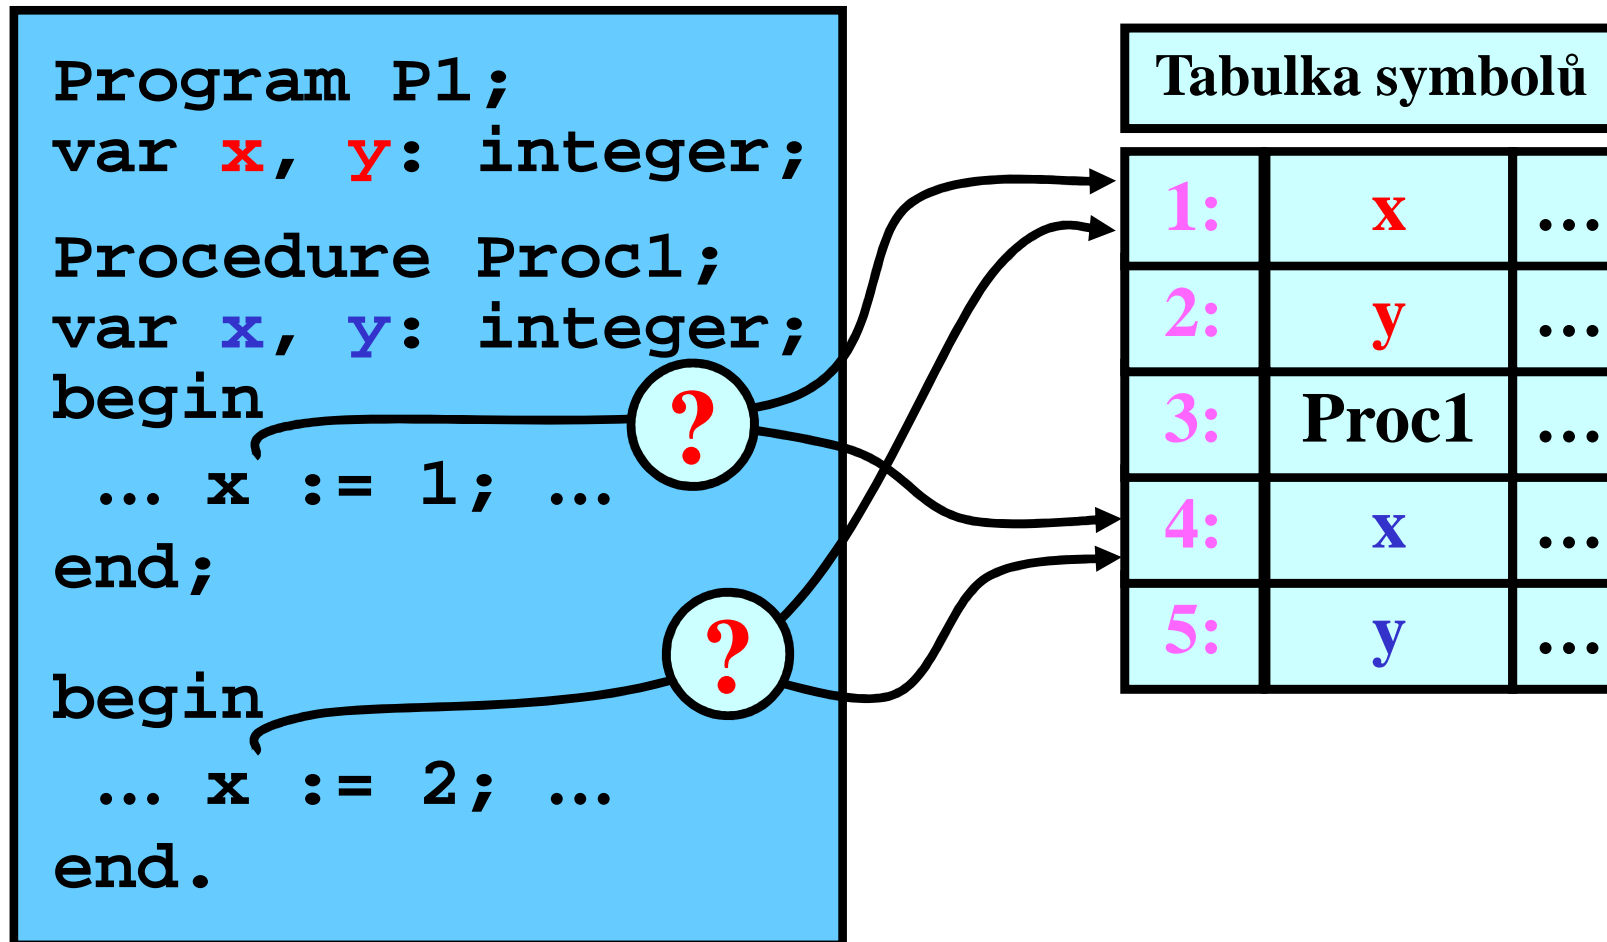 Program P1;
var x, y: integer;
Procedure Proc1;
var x, y: integer;
begin
… x := 1; …
end;
begin
… x := 2; …
end.
?
?
Tabulka symbolů
1: x …
2: y …
3: Proc1 …
4: x …
5: y …